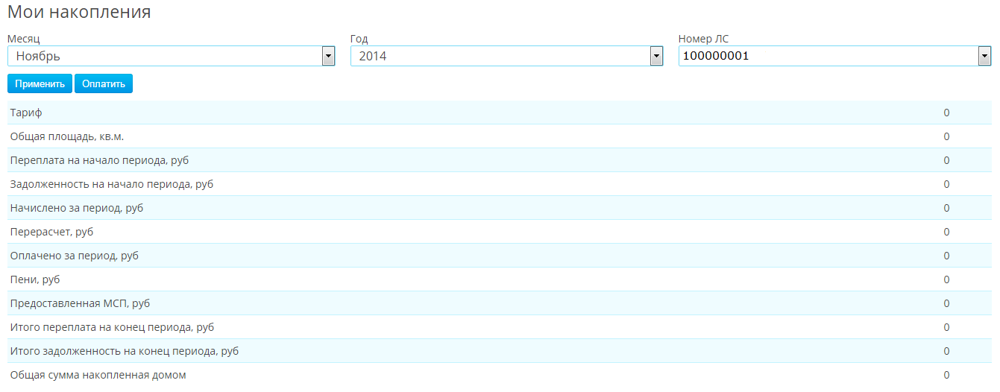 Мои накопления
Месяц Год Номер ЛС
Ноябрь 2014 100000001
Применить Оплатить
Тариф 0
Общая площадь, кв.м. 0
Переплата на начало периода, руб 0
Задолженность на начало периода, руб 0
Начислено за период, руб 0
Перерасчет, руб 0
Оплачено за период, руб 0
Пени, руб 0
Предоставленная МСП, руб 0
Итого переплата на конец периода, руб 0
Итого задолженность на конец периода, руб 0
Общая сумма накопленная домом 0